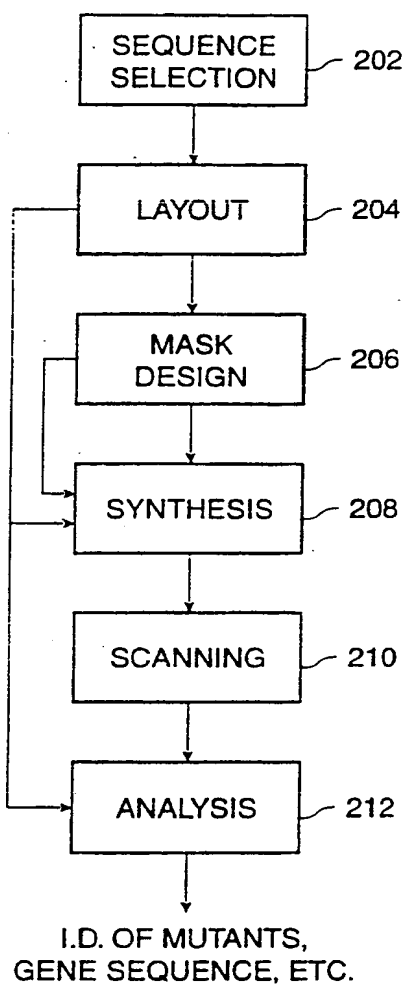 SEQUENCE
SELECTION
202
LAYOUT
204
MASK
DESIGN
206
SYNTHESIS
208
SCANNING
210
ANALYSIS
212
I.D. OF MUTANTS,
GENE SEQUENCE, ETC.